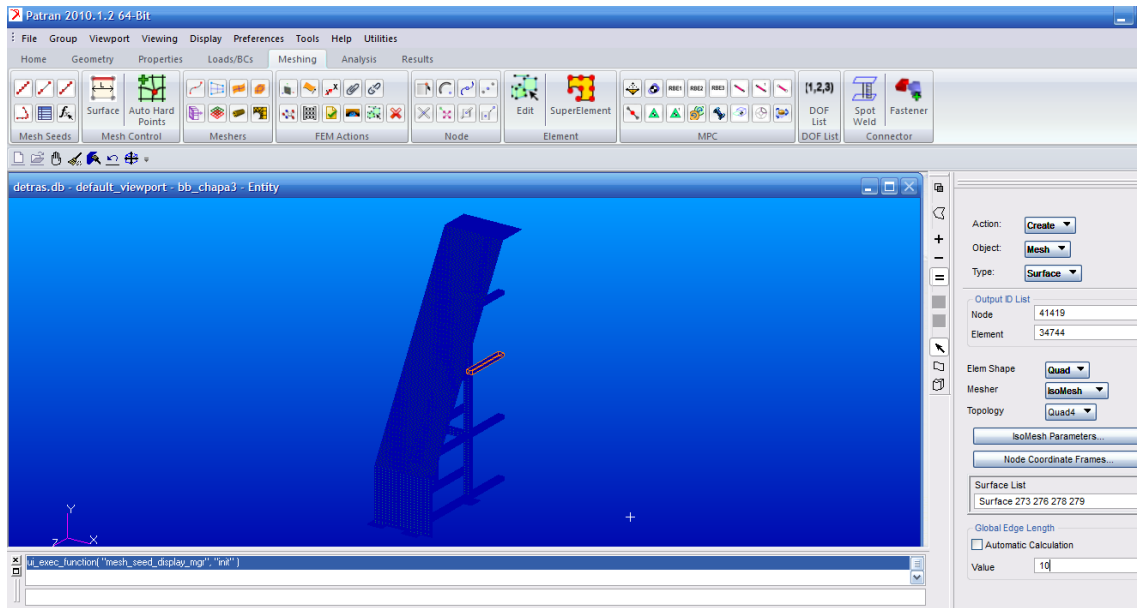 Patran 2010.1.2 64-Bit
File Group Viewport Viewing Display Preferences Tools Help Utilities
Home Geometry Properties Loads/BCs Meshing Analysis Results
RBE1 RBE2 RBE3
(1,2,3)
Surface Auto Hard Points
Edit SuperElement
DOF List
Spot Weld
Fastener
Mesh Seeds Mesh Control Meshers FEM Actions Node Element MPC DOF List Connector
detras.db - default_viewport - bb_chapa3 - Entity
Action: Create
Object: Mesh
Type: Surface
Output ID List
Node 41419
Element 34744
Elem Shape Quad
Mesher IsoMesh
Topology Quad4
IsoMesh Parameters...
Node Coordinate Frames...
Surface List
Surface 273 276 278 279
Global Edge Length
Automatic Calculation
Value 10
Y
Z X
ui_exec_function( "mesh_seed_display_mgr", "init" )